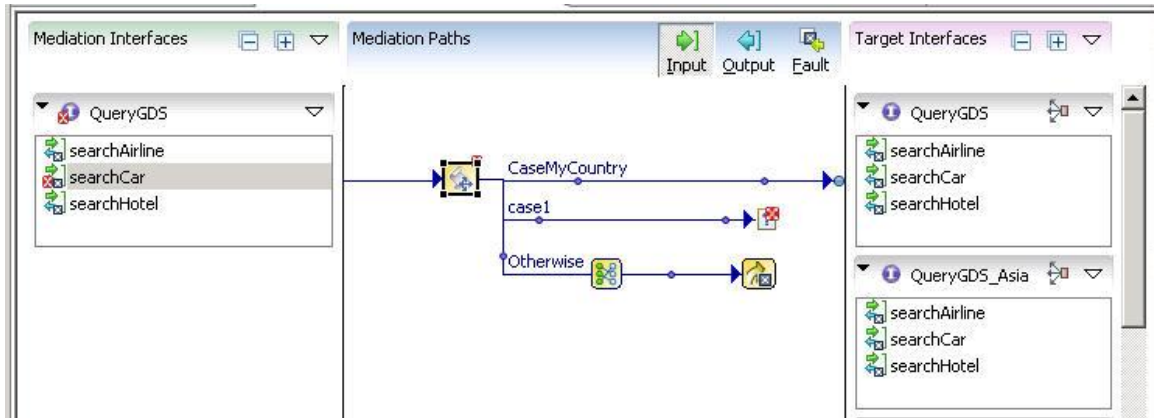 Mediation Interfaces
Mediation Paths
Input
Output
Fault
Target Interfaces
QueryGDS
searchAirline
searchCar
searchHotel
CaseMyCountry
case1
Otherwise
QueryGDS
searchAirline
searchCar
searchHotel
QueryGDS_Asia
searchAirline
searchCar
searchHotel